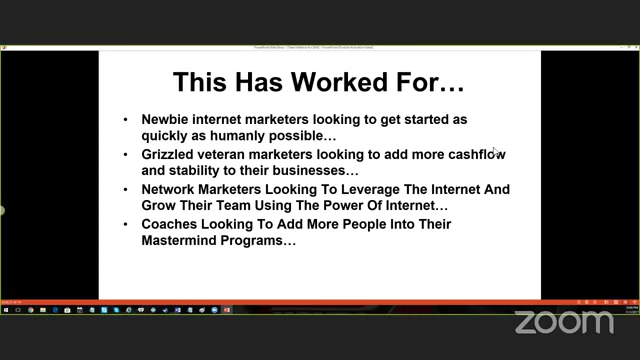 This Has Worked For…
• Newbie internet marketers looking to get started as
quickly as humanly possible…
• Grizzled veteran marketers looking to add more cashflow
and stability to their businesses…
• Network Marketers Looking To Leverage The Internet And
Grow Their Team Using The Power Of Internet…
• Coaches Looking To Add More People Into Their
Mastermind Programs…
zoom